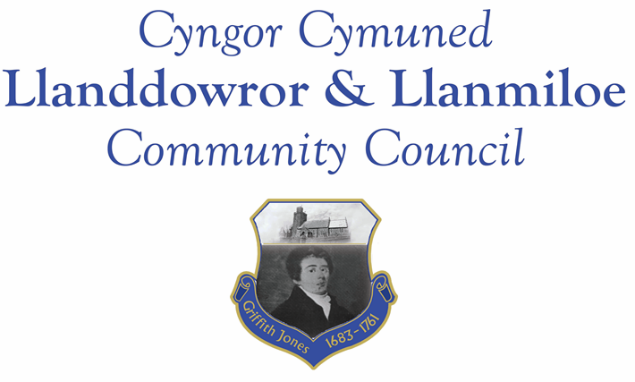 Cyngor Cymuned
Llanddowror & Llanmiloe
Community Council
Griffith Jones 1683-1761